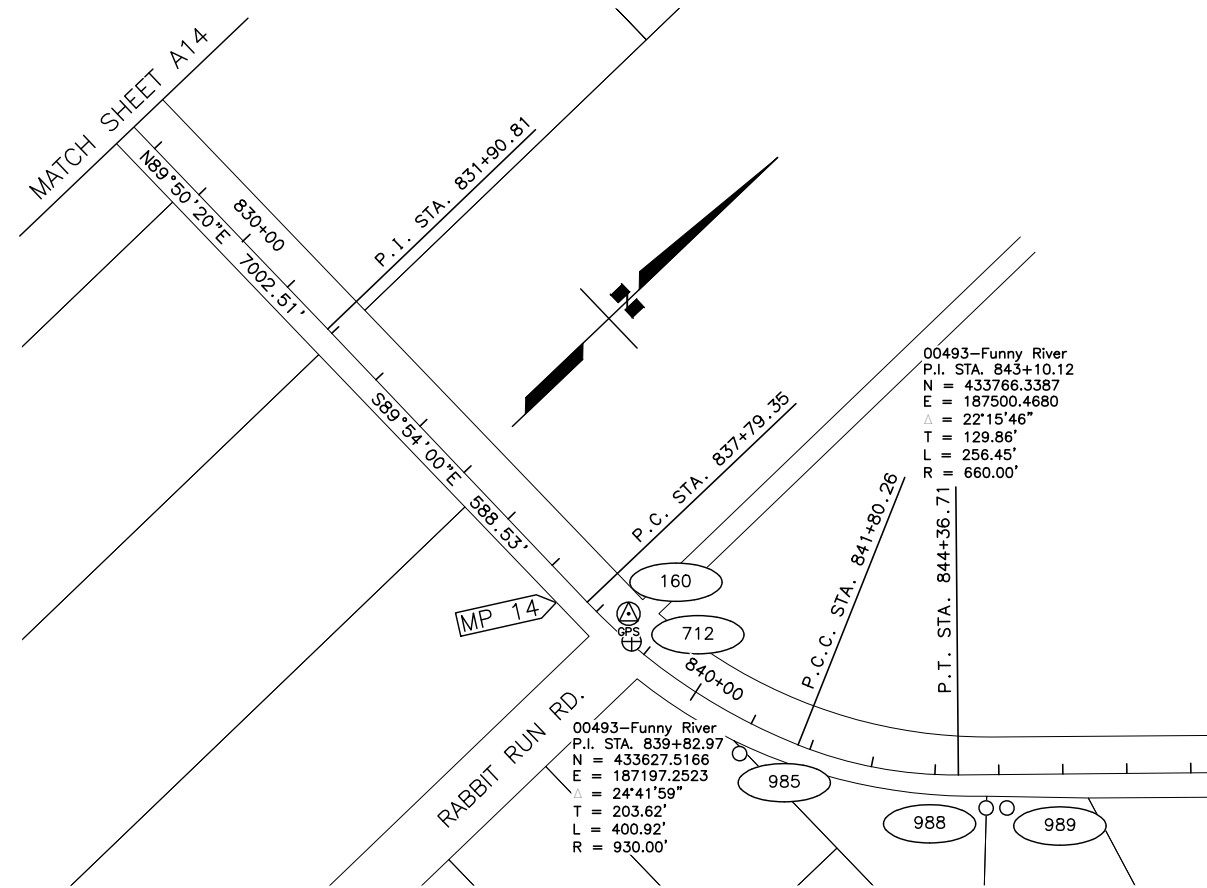 MATCH SHEET A14
N89°50'20"E 7002.51'
830+00
P.I. STA. 831+90.81
N
S89°54'00"E 588.53'
P.C. STA. 837+79.35
00493-Funny River
P.I. STA. 843+10.12
N = 433766.3387
E = 187500.4680
Δ = 22°15'46"
T = 129.86'
L = 256.45'
R = 660.00'
P.C.C. STA. 841+80.26
P.T. STA. 844+36.71
160
MP 14
GPS
712
840+00
RABBIT RUN RD.
00493-Funny River
P.I. STA. 839+82.97
N = 433627.5166
E = 187197.2523
Δ = 24°41'59"
T = 203.62'
L = 400.92'
R = 930.00'
985
988
989